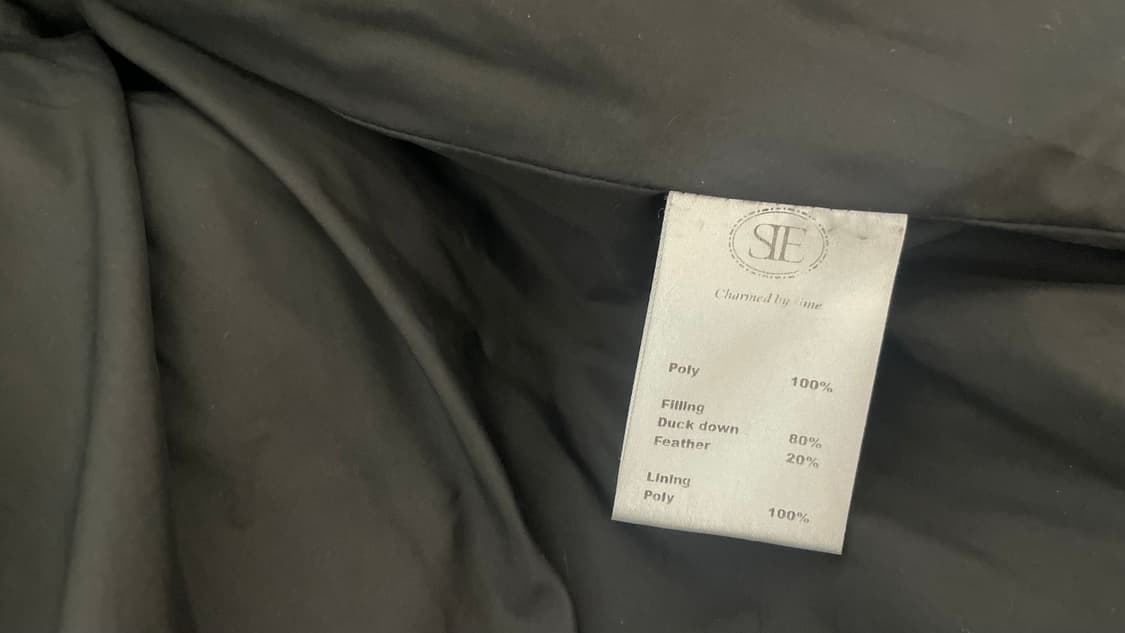 SIE
Charmed by
Poly 100%
Filling
Duck down 80%
Feather 20%
Lining
Poly 100%